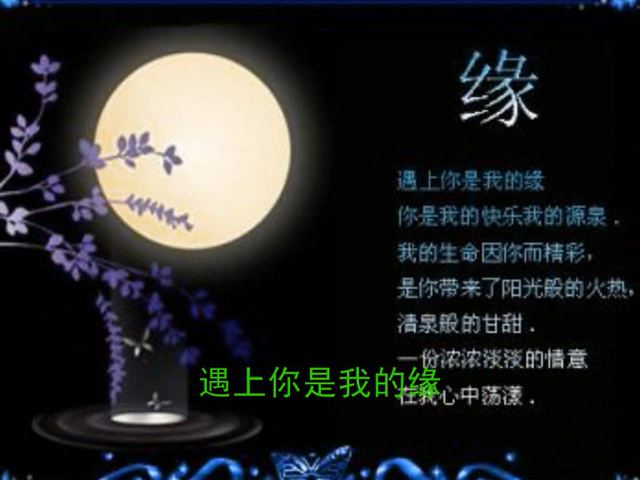 缘
遇上你是我的缘
你是我的快乐我的源泉.
我的生命因你而精彩,
是你带来了阳光般的火热,
清泉般的甘甜.
一份浓浓淡淡的情意
在我心中荡漾.
遇上你是我的缘